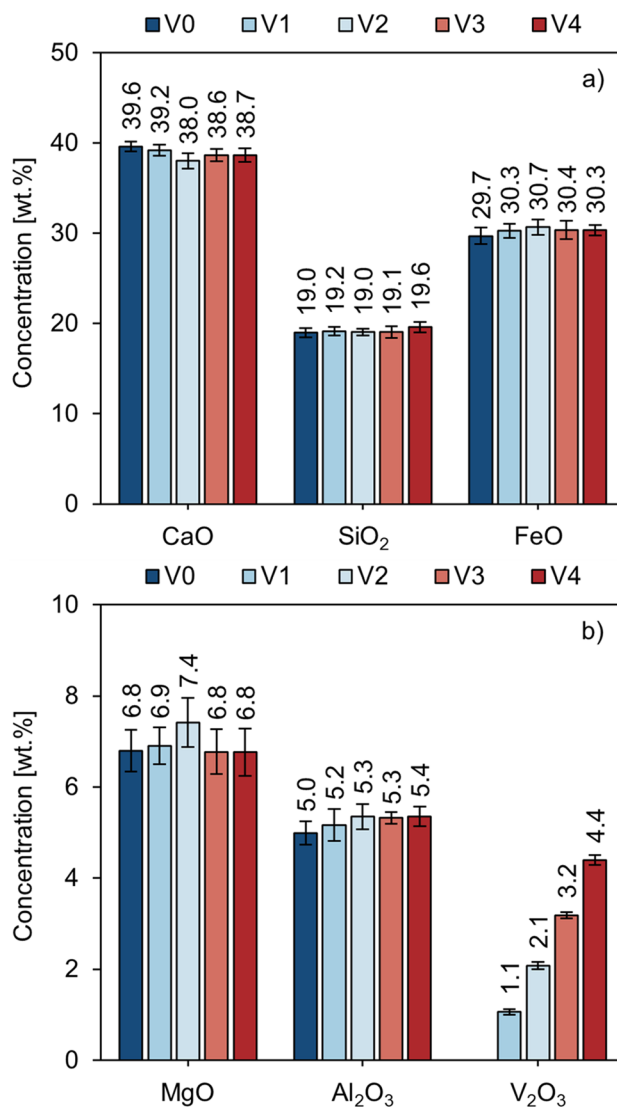 V0 V1 V2 V3 V4
a)
50
40
30
20
10
0
Concentration [wt.%]
39.6 39.2 38.0 38.6 38.7
19.0 19.2 19.0 19.1 19.6
29.7 30.3 30.7 30.4 30.3
CaO SiO₂ FeO
V0 V1 V2 V3 V4
b)
10
8
6
4
2
0
Concentration [wt.%]
6.8 6.9 7.4 6.8 6.8
5.0 5.2 5.3 5.3 5.4
1.1 2.1 3.2 4.4
MgO Al₂O₃ V₂O₃